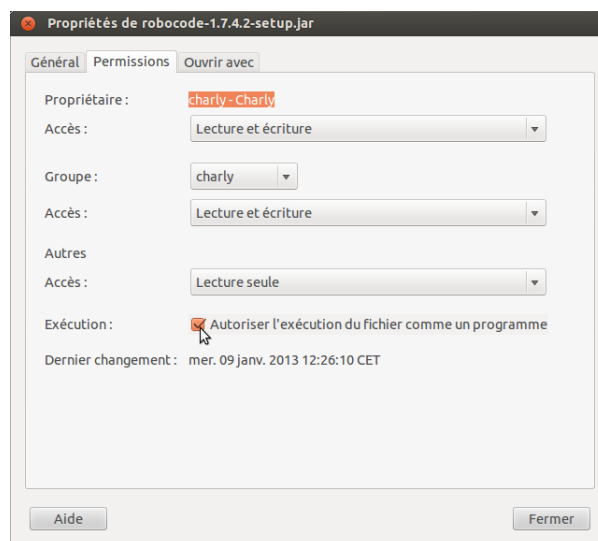 Propriétés de robocode-1.7.4.2-setup.jar
Général Permissions Ouvrir avec
Propriétaire : charly - Charly
Accès : Lecture et écriture
Groupe : charly
Accès : Lecture et écriture
Autres
Accès : Lecture seule
Exécution : Autoriser l'exécution du fichier comme un programme
Dernier changement : mer. 09 janv. 2013 12:26:10 CET
Aide Fermer